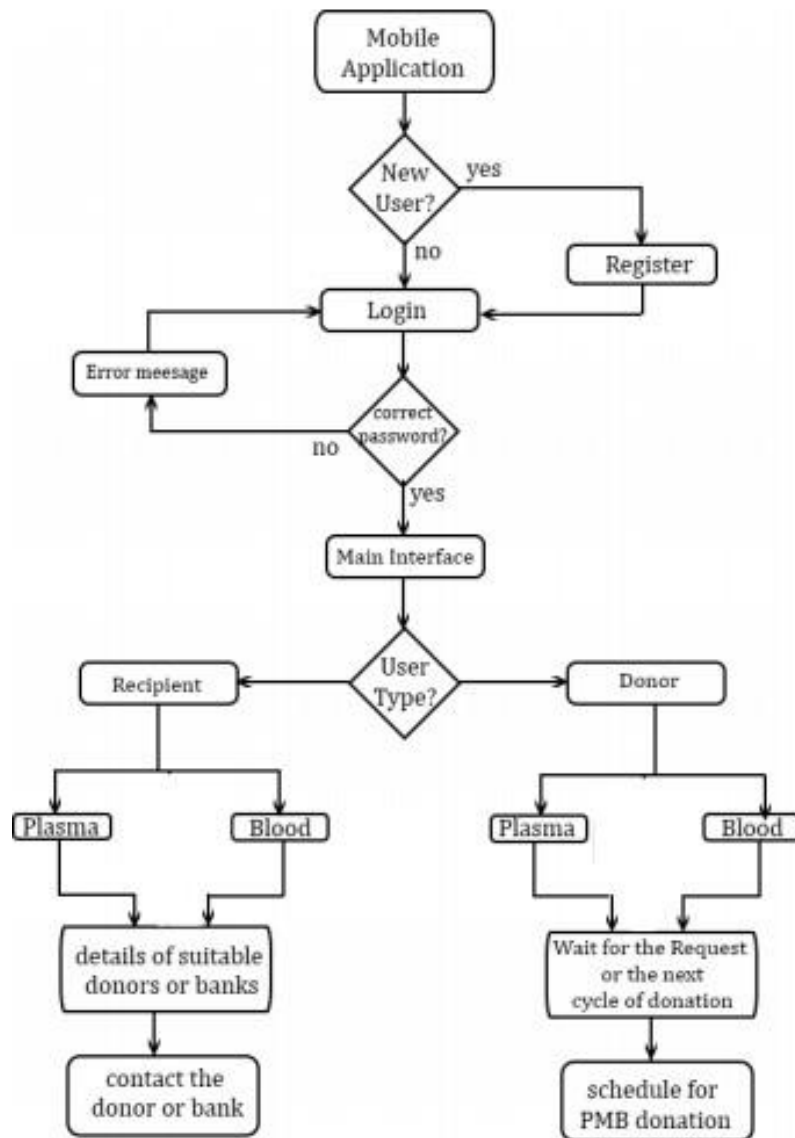 Mobile
Application
New
User?
yes
no
Register
Login
Error meesage
correct
password?
no
yes
Main Interface
User
Type?
Recipient
Donor
Plasma
Blood
Plasma
Blood
details of suitable
donors or banks
Wait for the Request
or the next
cycle of donation
contact the
donor or bank
schedule for
PMB donation